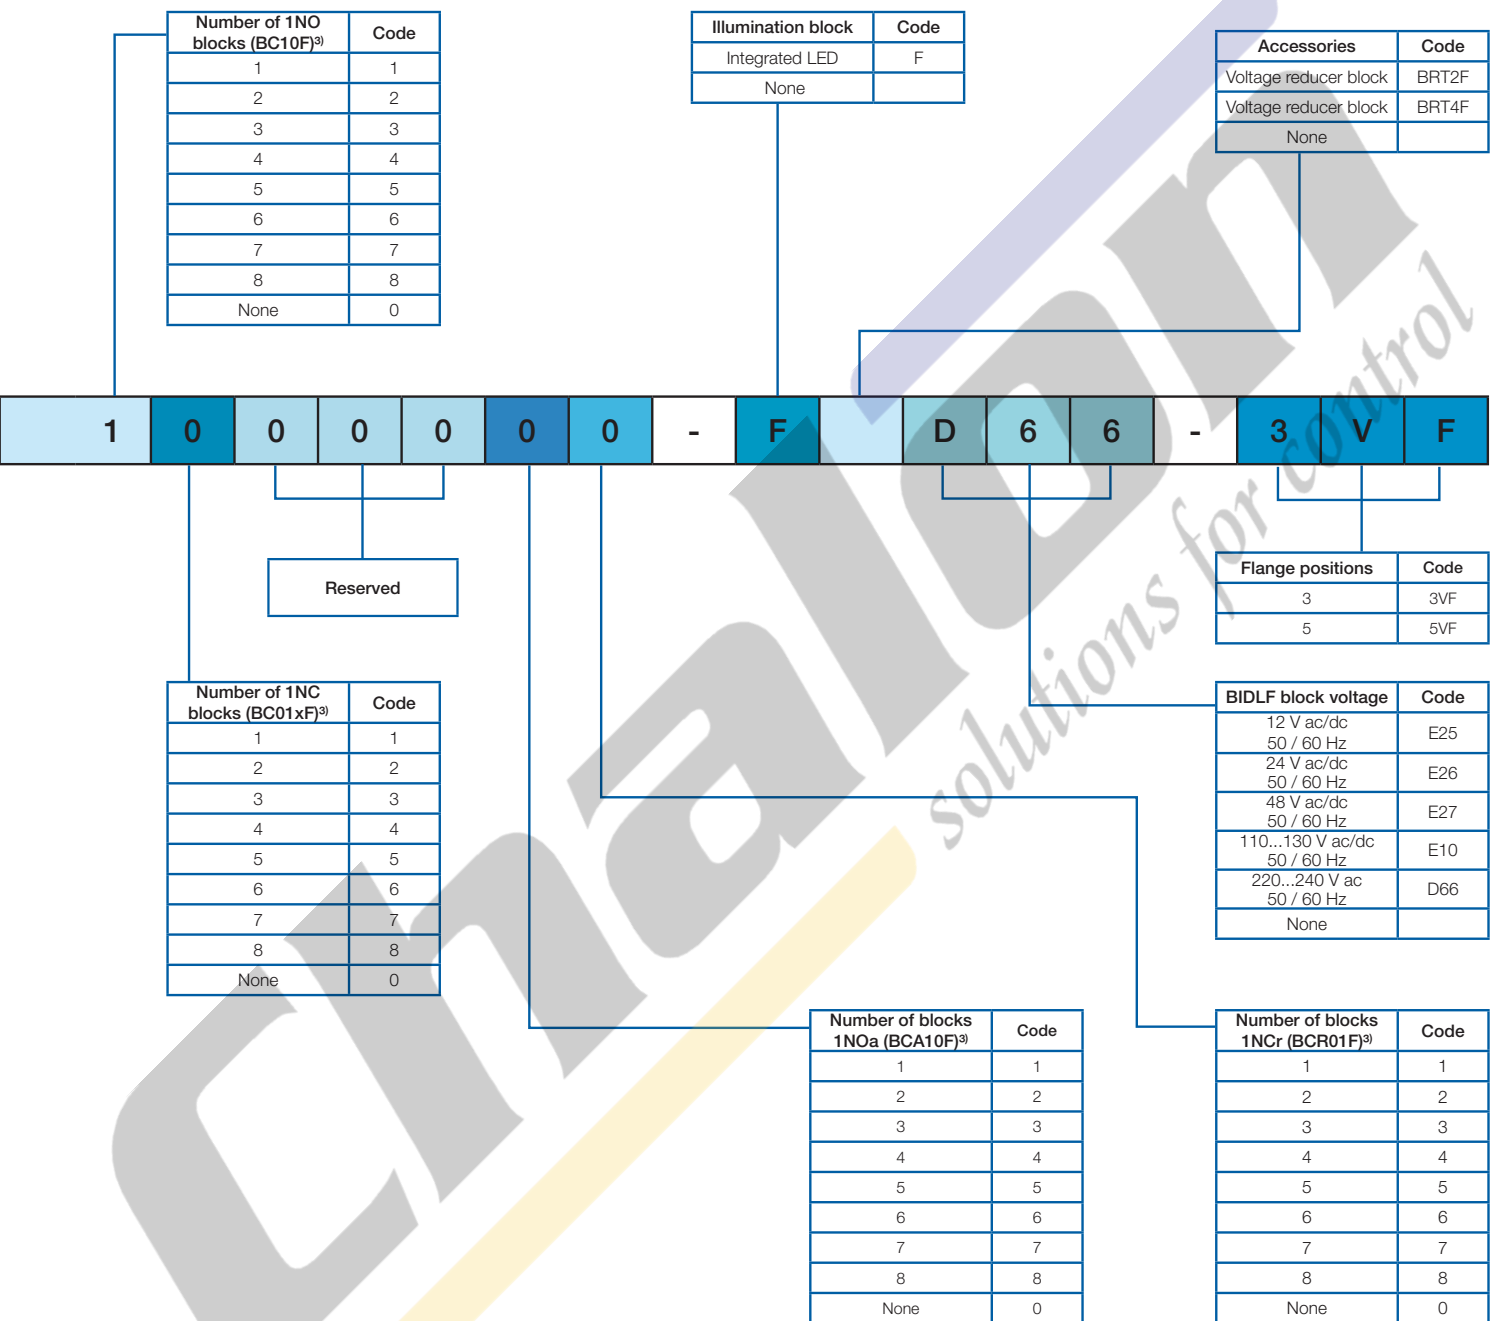 Number of 1NO blocks (BC10F)3) Code
1 1
2 2
3 3
4 4
5 5
6 6
7 7
8 8
None 0
Illumination block Code
Integrated LED F
None
Accessories Code
Voltage reducer block BRT2F
Voltage reducer block BRT4F
None
1 0 0 0 0 0 0 - F D 6 6 - 3 V F
Reserved
Flange positions Code
3 3VF
5 5VF
Number of 1NC blocks (BC01xF)3) Code
1 1
2 2
3 3
4 4
5 5
6 6
7 7
8 8
None 0
BIDLF block voltage Code
12 V ac/dc
50 / 60 Hz E25
24 V ac/dc
50 / 60 Hz E26
48 V ac/dc
50 / 60 Hz E27
110...130 V ac/dc
50 / 60 Hz E10
220...240 V ac
50 / 60 Hz D66
None
Number of blocks 1NOa (BCA10F)3) Code
1 1
2 2
3 3
4 4
5 5
6 6
7 7
8 8
None 0
Number of blocks 1NCr (BCR01F)3) Code
1 1
2 2
3 3
4 4
5 5
6 6
7 7
8 8
None 0
chalon
solutions for control